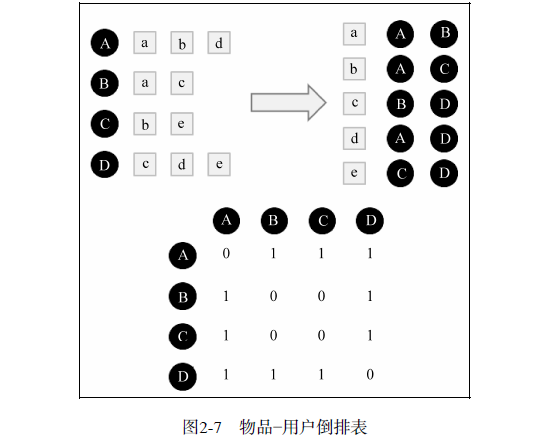 A a b d
B a c
C b e
D c d e
a A B
b A C
c B D
d A D
e C D
A B C D
A 0 1 1 1
B 1 0 0 1
C 1 0 0 1
D 1 1 1 0
图2-7 物品-用户倒排表